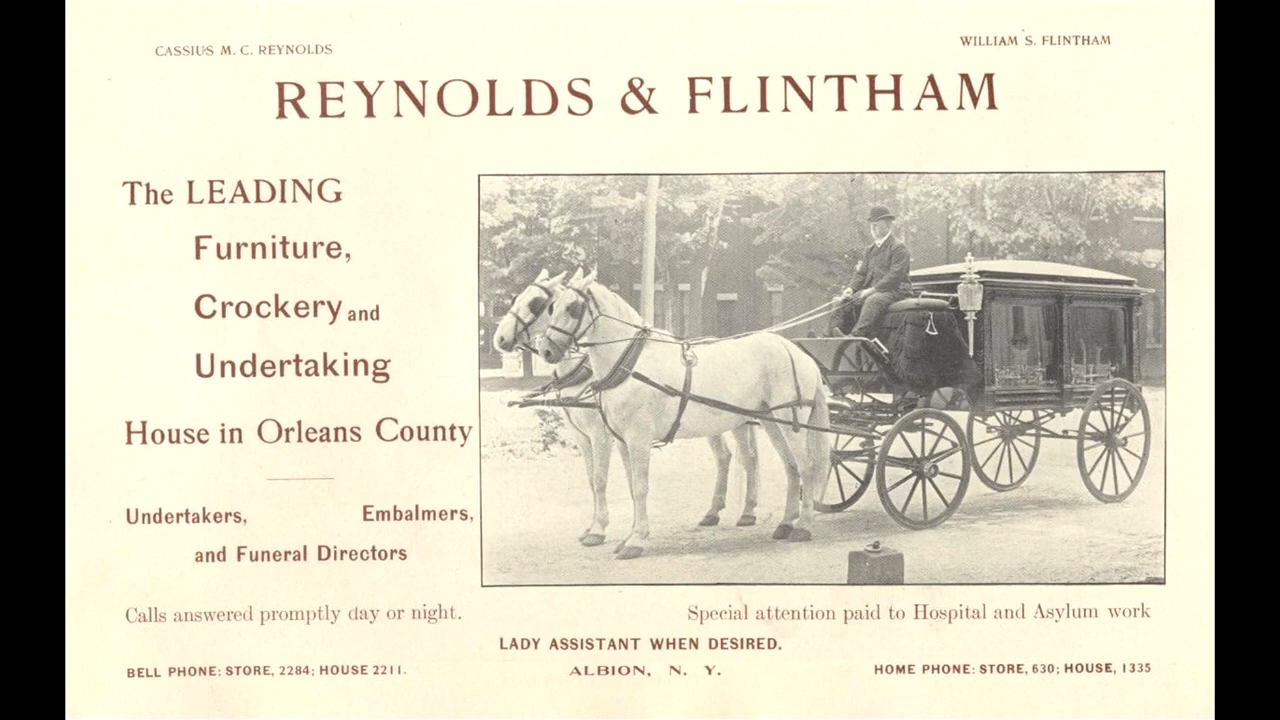 CASSIUS M. C. REYNOLDS
WILLIAM S. FLINTHAM
REYNOLDS & FLINTHAM
The LEADING
Furniture,
Crockery and
Undertaking
House in Orleans County
Undertakers, Embalmers,
and Funeral Directors
Calls answered promptly day or night.
Special attention paid to Hospital and Asylum work
LADY ASSISTANT WHEN DESIRED.
BELL PHONE: STORE, 2284; HOUSE 2211.
ALBION, N. Y.
HOME PHONE: STORE, 630; HOUSE, 1335